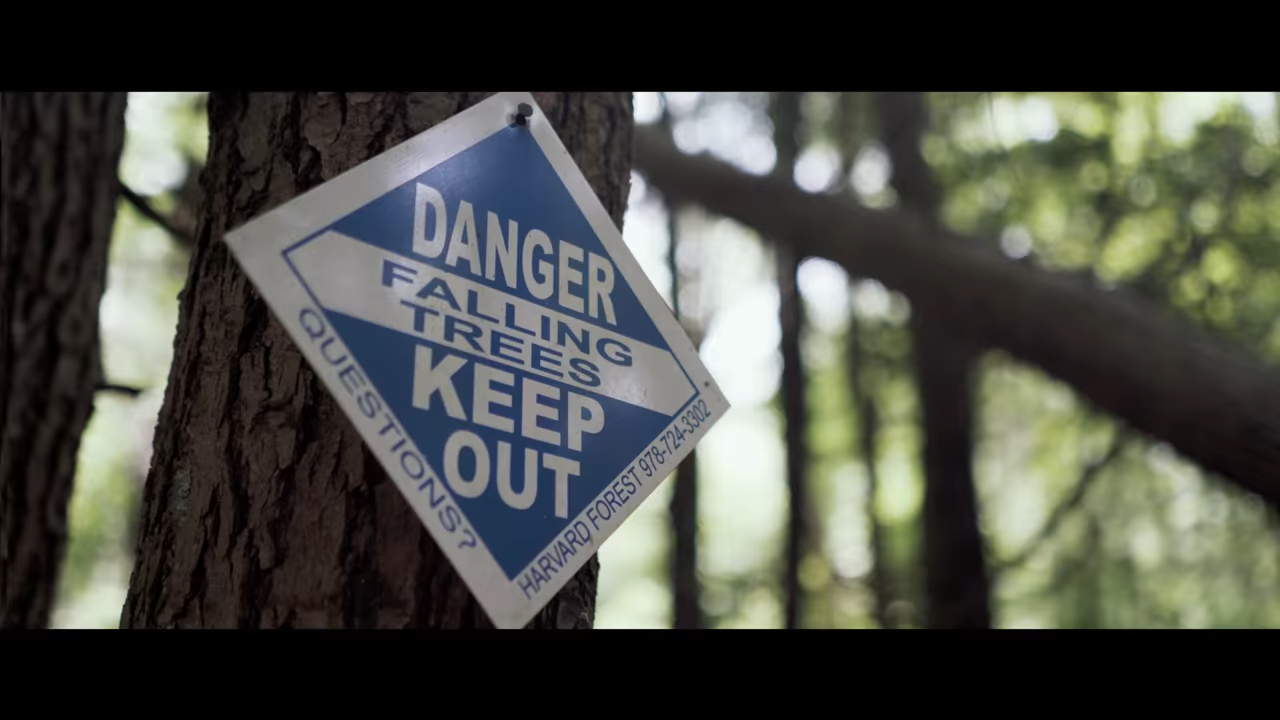 DANGER
FALLING
TREES
KEEP
OUT
QUESTIONS?
HARVARD FOREST 978-724-3302